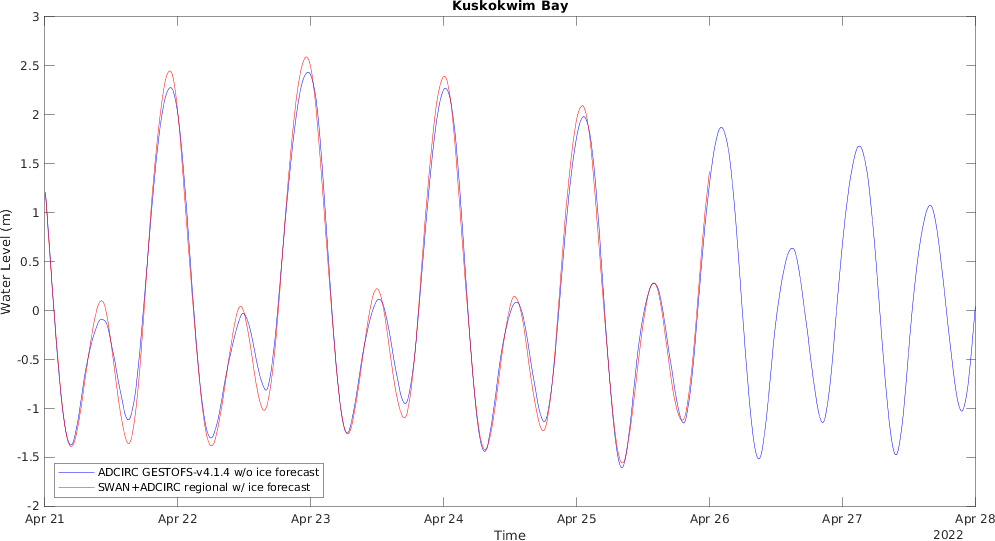 Kuskokwim Bay
3
2.5
2
1.5
1
0.5
0
-0.5
-1
-1.5
-2
Water Level (m)
ADCIRC GESTOFS-v4.1.4 w/o ice forecast
SWAN+ADCIRC regional w/ ice forecast
Apr 21 Apr 22 Apr 23 Apr 24 Apr 25 Apr 26 Apr 27 Apr 28
Time
2022